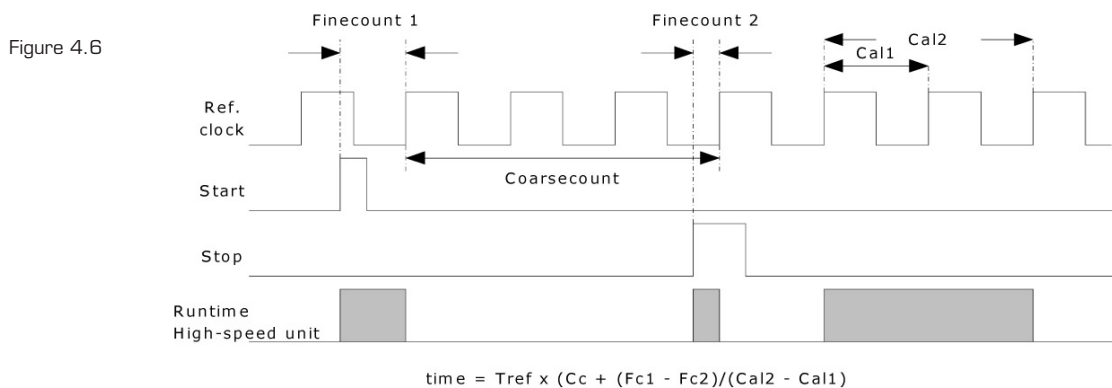 Finecount 1
Finecount 2
Figure 4.6
Cal2
Cal1
Ref.
clock
Coarsecount
Start
Stop
Runtime
High-speed unit
time = Tref x (Cc + (Fc1 - Fc2)/(Cal2 - Cal1)